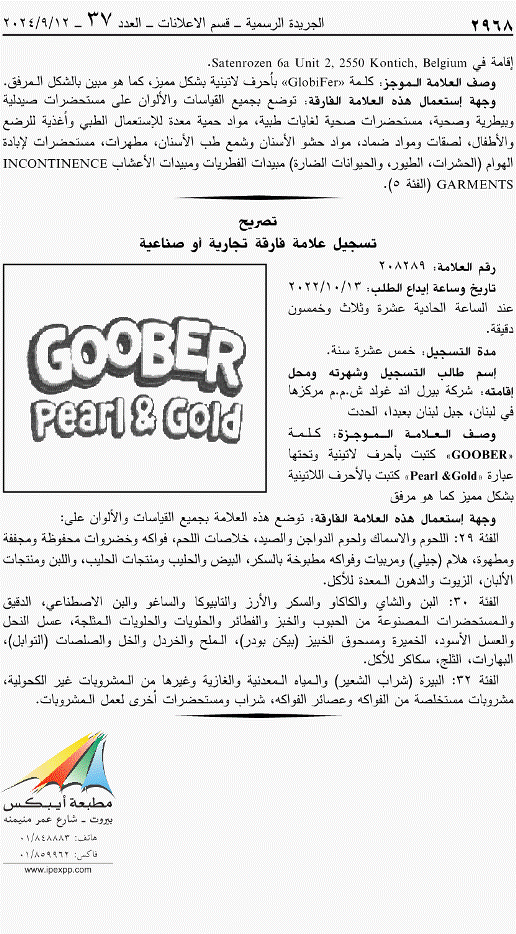 ٢٩٦٨ الجريدة الرسمية ـ قسم الاعلانات ـ العدد ٣٧ ـ ٢٠٢٤/٩/١٢
إقامة في Satenrozen 6a Unit 2, 2550 Kontich, Belgium.
وصف العلامة الموجز: كلمة «GlobiFer» بأحرف لاتينية بشكل مميز، كما هو مبين بالشكل المرفق.
وجهة إستعمال هذه العلامة الفارقة: توضع بجميع القياسات والألوان على مستحضرات صيدلية
وبيطرية وصحية، مستحضرات صحية لغايات طبية، مواد حمية معدة للإستعمال الطبي وأغذية للرضع
والأطفال، لصقات ومواد ضماد، مواد حشو الأسنان وشمع طب الأسنان، مطهرات، مستحضرات لإبادة
الهوام (الحشرات، الطيور، والحيوانات الضارة) مبيدات الفطريات ومبيدات الأعشاب INCONTINENCE
GARMENTS (الفئة ٥).
تصريح
تسجيل علامة فارقة تجارية أو صناعية
رقم العلامة: ٢٠٨٢٨٩
تاريخ وساعة إيداع الطلب: ٢٠٢٢/١٠/١٣
عند الساعة الحادية عشرة وثلاث وخمسون
دقيقة.
مدة التسجيل: خمس عشرة سنة.
إسم طالب التسجيل وشهرته ومحل
إقامته: شركة بيرل اند غولد ش.م.م مركزها
في لبنان، جبل لبنان بعبدا، الحدت
وصف العلامة الموجزة: كلمة
«GOOBER» كتبت بأحرف لاتينية وتحتها
عبارة «Pearl &Gold» كتبت بالأحرف اللاتينية
بشكل مميز كما هو مرفق
GOOBER
Pearl & Gold
وجهة إستعمال هذه العلامة الفارقة: توضع هذه العلامة بجميع القياسات والألوان على:
الفئة ٢٩: اللحوم والاسماك ولحوم الدواجن والصيد، خلاصات اللحم، فواكه وخضروات محفوظة ومجففة
ومطهوة، هلام (جيلي) ومربيات وفواكه مطبوخة بالسكر، البيض والحليب ومنتجات الحليب، واللبن ومنتجات
الألبان، الزيوت والدهون المعدة للأكل.
الفئة ٣٠: البن والشاي والكاكاو والسكر والأرز والتابيوكا والساغو والبن الاصطناعي، الدقيق
والمستحضرات المصنوعة من الحبوب والخبز والفطائر والحلويات والحلويات المثلجة، عسل النحل
والعسل الأسود، الخميرة ومسحوق الخبيز (بيكن بودر)، الملح والخردل والخل والصلصات (التوابل)،
البهارات، الثلج، سكاكر للأكل.
الفئة ٣٢: البيرة (شراب الشعير) والمياه المعدنية والغازية وغيرها من المشروبات غير الكحولية،
مشروبات مستخلصة من الفواكه وعصائر الفواكه، شراب ومستحضرات أخرى لعمل المشروبات.
مطبعة أيبكس
بيروت ـ شارع عمر منيمنه
هاتف: ٠١/٨٤٨٨٨٣
فاكس: ٠١/٨٥٩٩٦٢
www.ipexpp.com